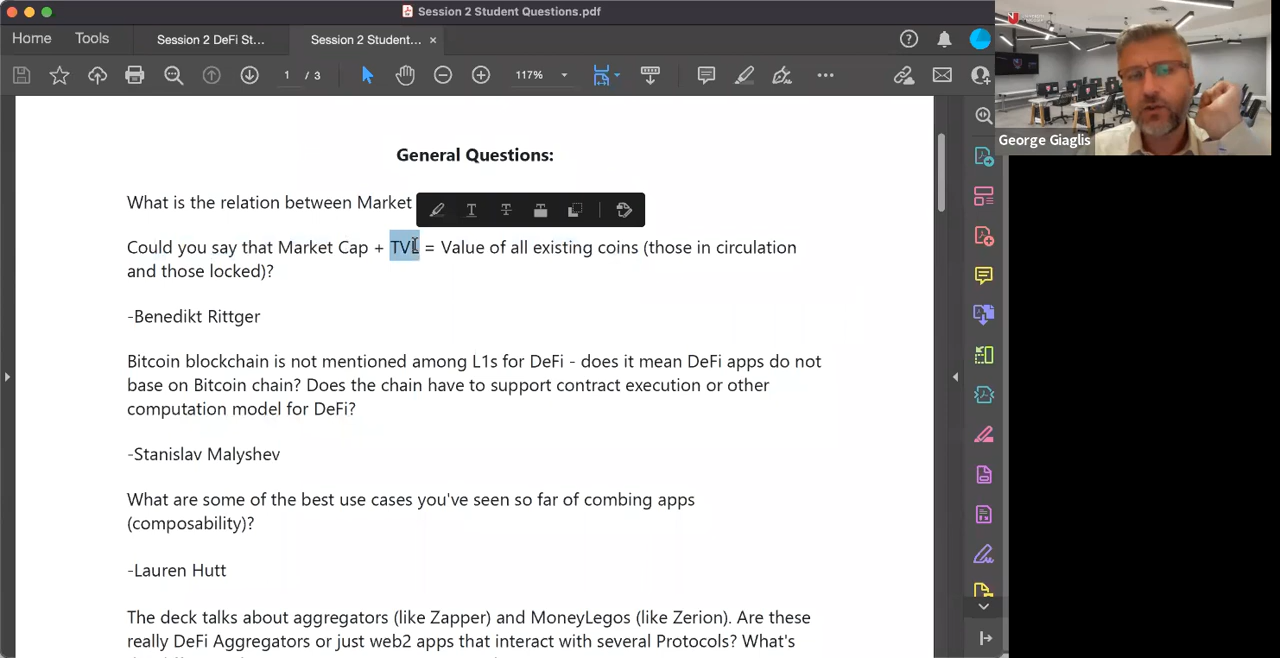 Session 2 Student Questions.pdf
Home Tools Session 2 DeFi St... Session 2 Student... ×
1 / 3 117%
George Giaglis
General Questions:
What is the relation between Market
Could you say that Market Cap + TVL = Value of all existing coins (those in circulation
and those locked)?
-Benedikt Rittger
Bitcoin blockchain is not mentioned among L1s for DeFi - does it mean DeFi apps do not
base on Bitcoin chain? Does the chain have to support contract execution or other
computation model for DeFi?
-Stanislav Malyshev
What are some of the best use cases you've seen so far of combing apps
(composability)?
-Lauren Hutt
The deck talks about aggregators (like Zapper) and MoneyLegos (like Zerion). Are these
really DeFi Aggregators or just web2 apps that interact with several Protocols? What's